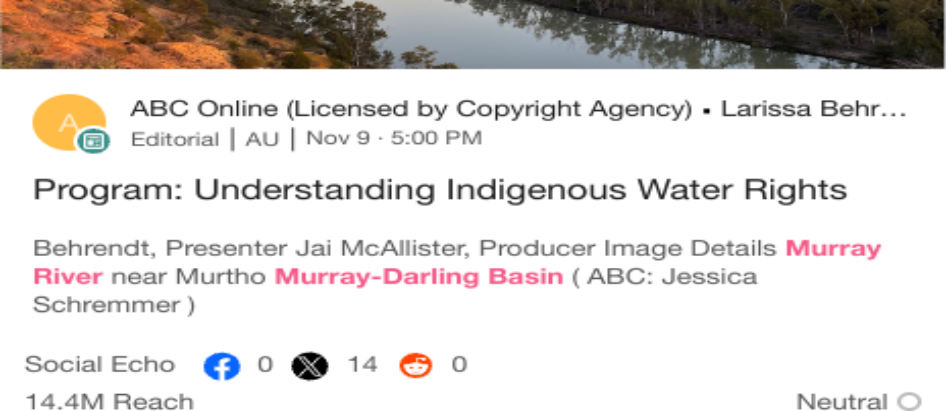 A
ABC Online (Licensed by Copyright Agency) • Larissa Behr...
Editorial | AU | Nov 9 · 5:00 PM
Program: Understanding Indigenous Water Rights
Behrendt, Presenter Jai McAllister, Producer Image Details Murray
River near Murtho Murray-Darling Basin ( ABC: Jessica
Schremmer )
Social Echo 0 14 0
14.4M Reach Neutral